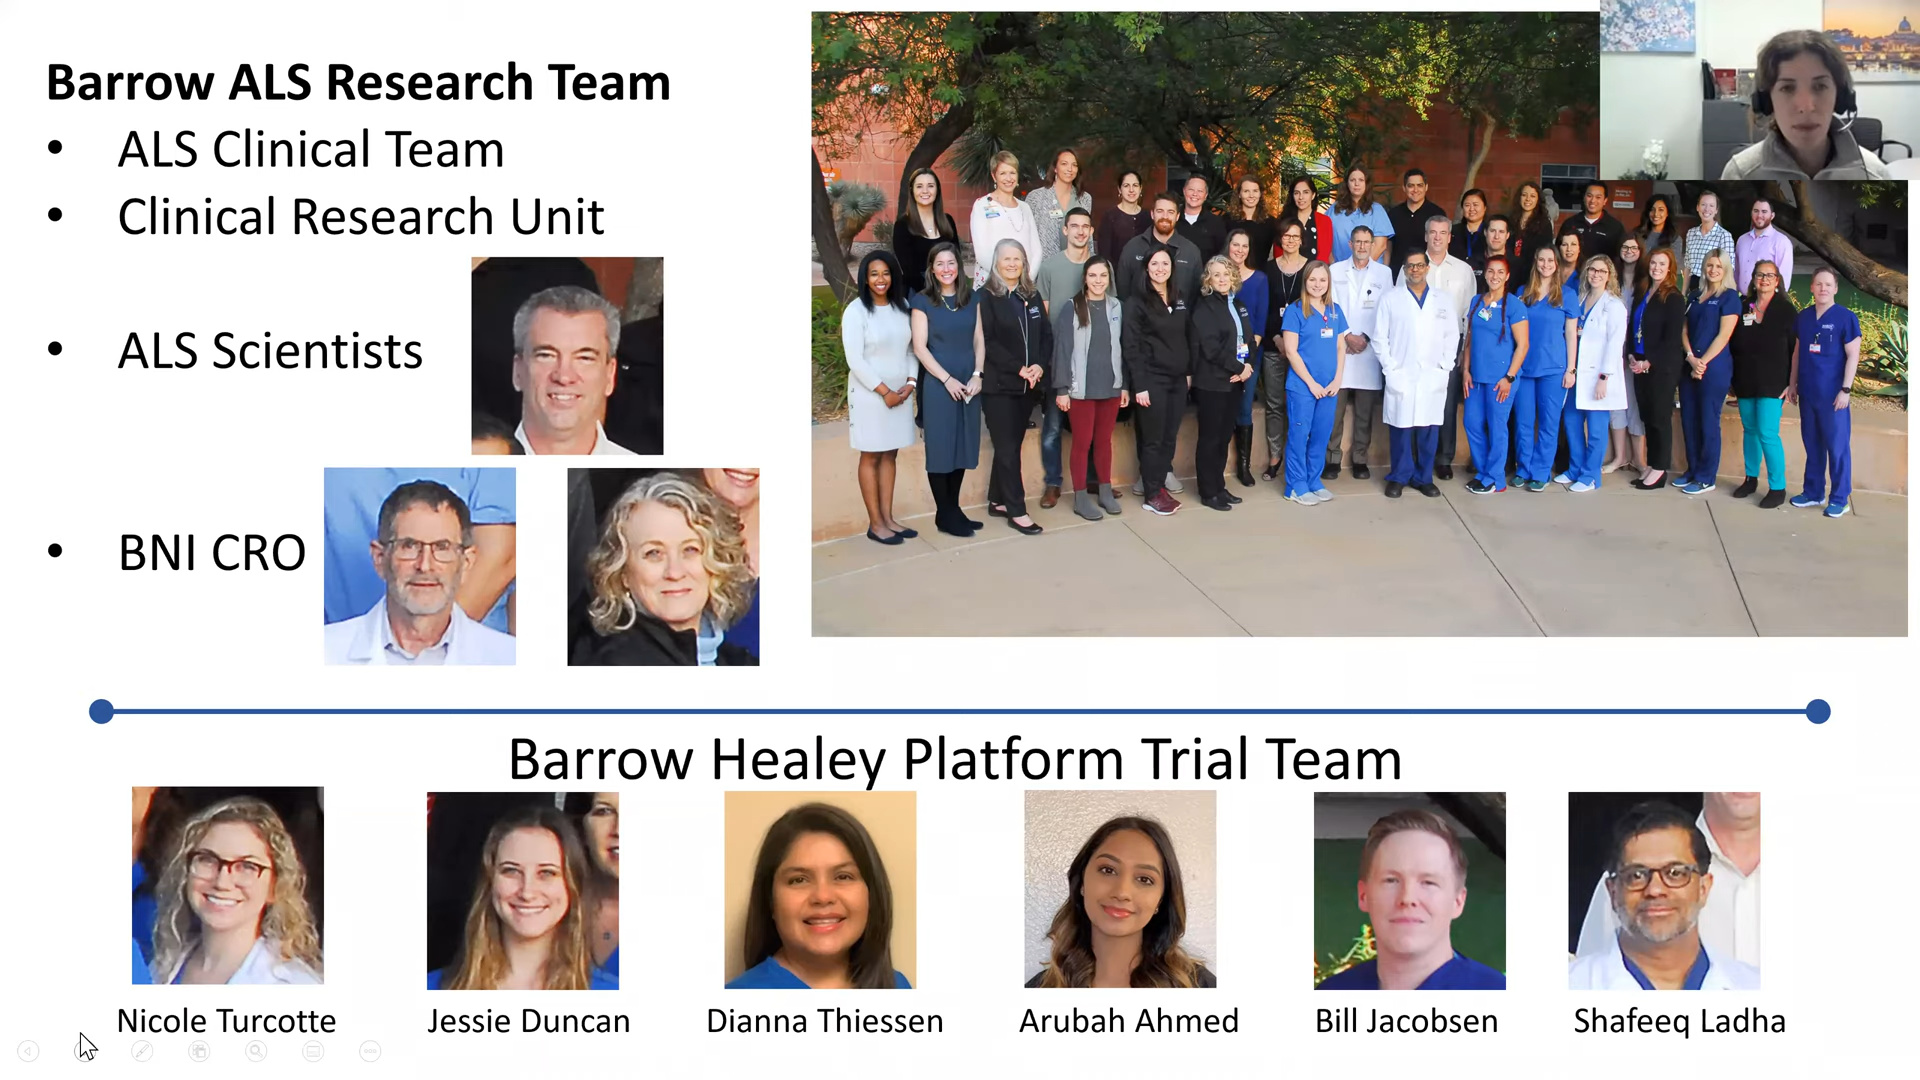 Barrow ALS Research Team
• ALS Clinical Team
• Clinical Research Unit
• ALS Scientists
• BNI CRO
Barrow Healey Platform Trial Team
Nicole Turcotte
Jessie Duncan
Dianna Thiessen
Arubah Ahmed
Bill Jacobsen
Shafeeq Ladha